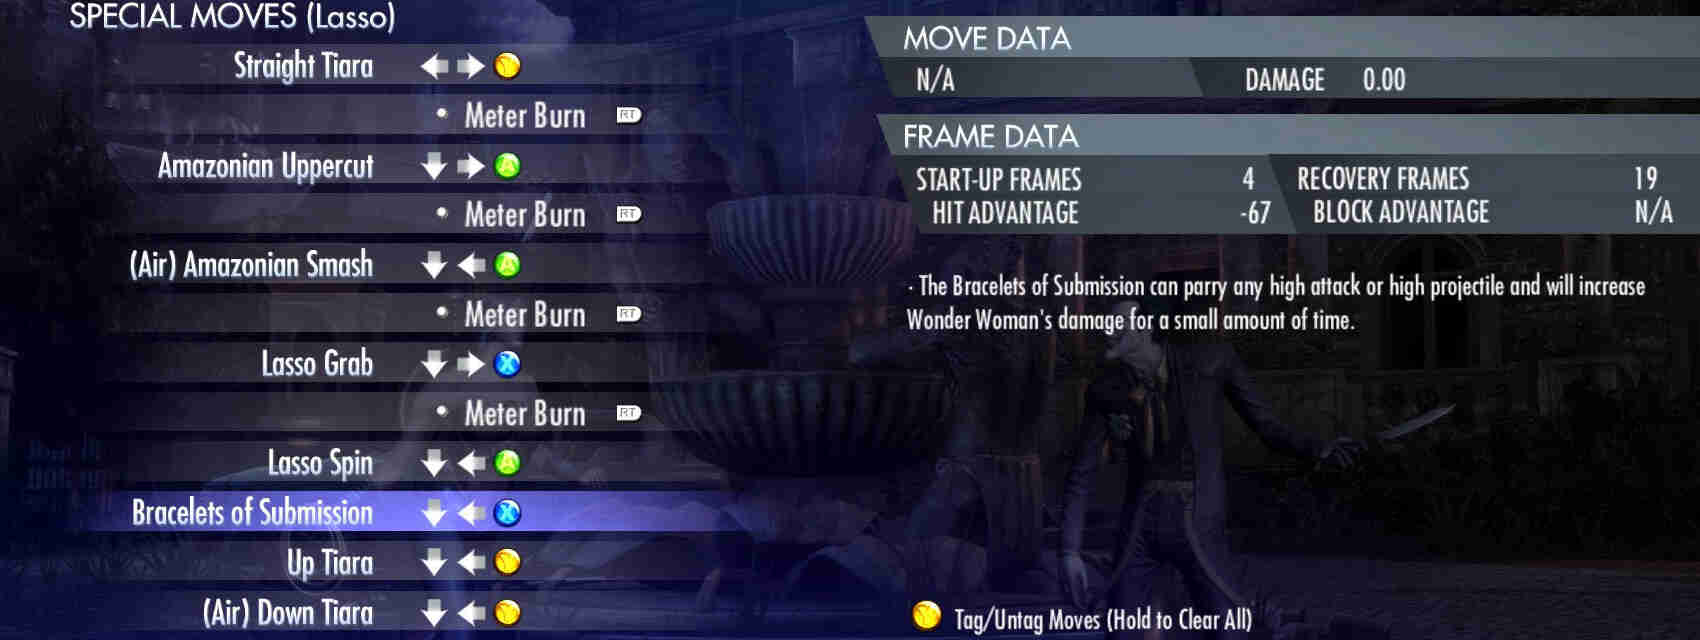 SPECIAL MOVES (Lasso)
Straight Tiara
• Meter Burn RT
Amazonian Uppercut A
• Meter Burn RT
(Air) Amazonian Smash A
• Meter Burn RT
Lasso Grab X
• Meter Burn RT
Lasso Spin A
Bracelets of Submission X
Up Tiara Y
(Air) Down Tiara Y
MOVE DATA
N/A DAMAGE 0.00
FRAME DATA
START-UP FRAMES 4 RECOVERY FRAMES 19
HIT ADVANTAGE -67 BLOCK ADVANTAGE N/A
· The Bracelets of Submission can parry any high attack or high projectile and will increase
Wonder Woman's damage for a small amount of time.
Y Tag/Untag Moves (Hold to Clear All)